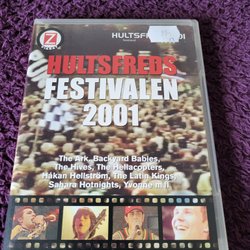 Z
HULTSFREDS
FESTIVALEN
2001
The Ark, Backyard Babies,
The Hives, The Hellacopters,
Håkan Hellström, The Latin Kings,
Sahara Hotnights, Yvonne m.fl.